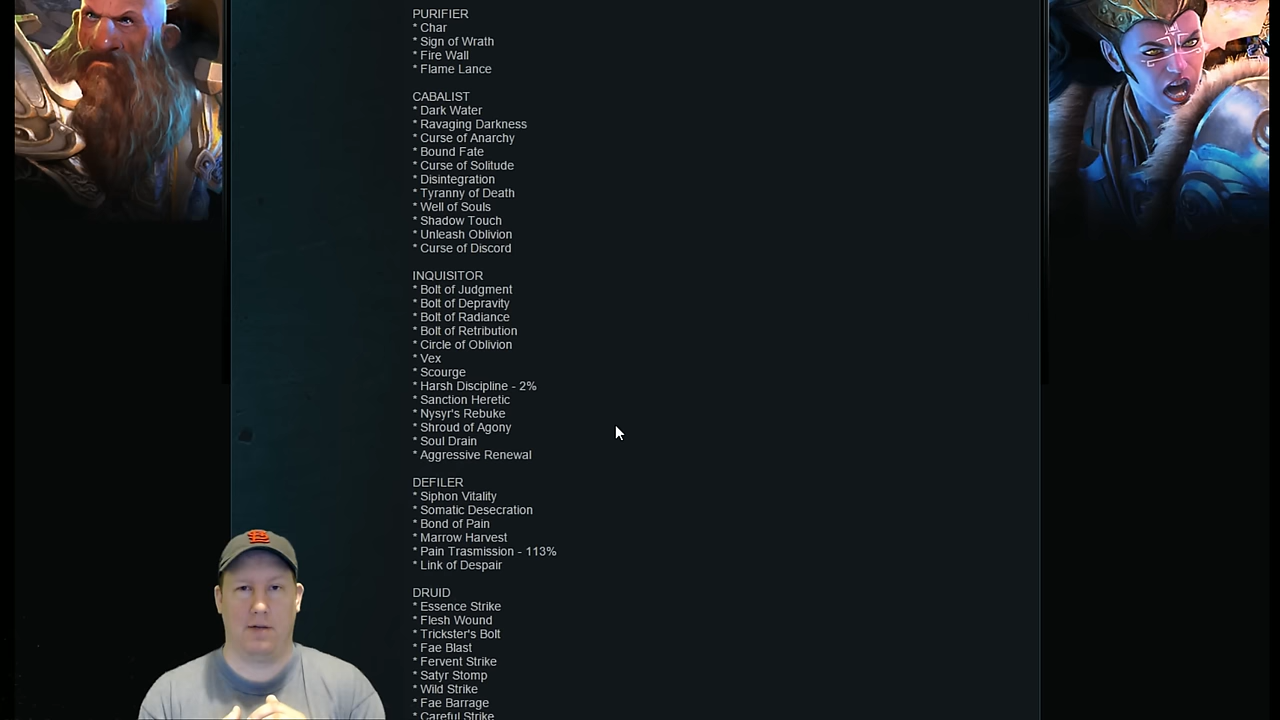 PURIFIER
* Char
* Sign of Wrath
* Fire Wall
* Flame Lance
CABALIST
* Dark Water
* Ravaging Darkness
* Curse of Anarchy
* Bound Fate
* Curse of Solitude
* Disintegration
* Tyranny of Death
* Well of Souls
* Shadow Touch
* Unleash Oblivion
* Curse of Discord
INQUISITOR
* Bolt of Judgment
* Bolt of Depravity
* Bolt of Radiance
* Bolt of Retribution
* Circle of Oblivion
* Vex
* Scourge
* Harsh Discipline - 2%
* Sanction Heretic
* Nysyr's Rebuke
* Shroud of Agony
* Soul Drain
* Aggressive Renewal
DEFILER
* Siphon Vitality
* Somatic Desecration
* Bond of Pain
* Marrow Harvest
* Pain Trasmission - 113%
* Link of Despair
DRUID
* Essence Strike
* Flesh Wound
* Trickster's Bolt
* Fae Blast
* Fervent Strike
* Satyr Stomp
* Wild Strike
* Fae Barrage
* Careful Strike